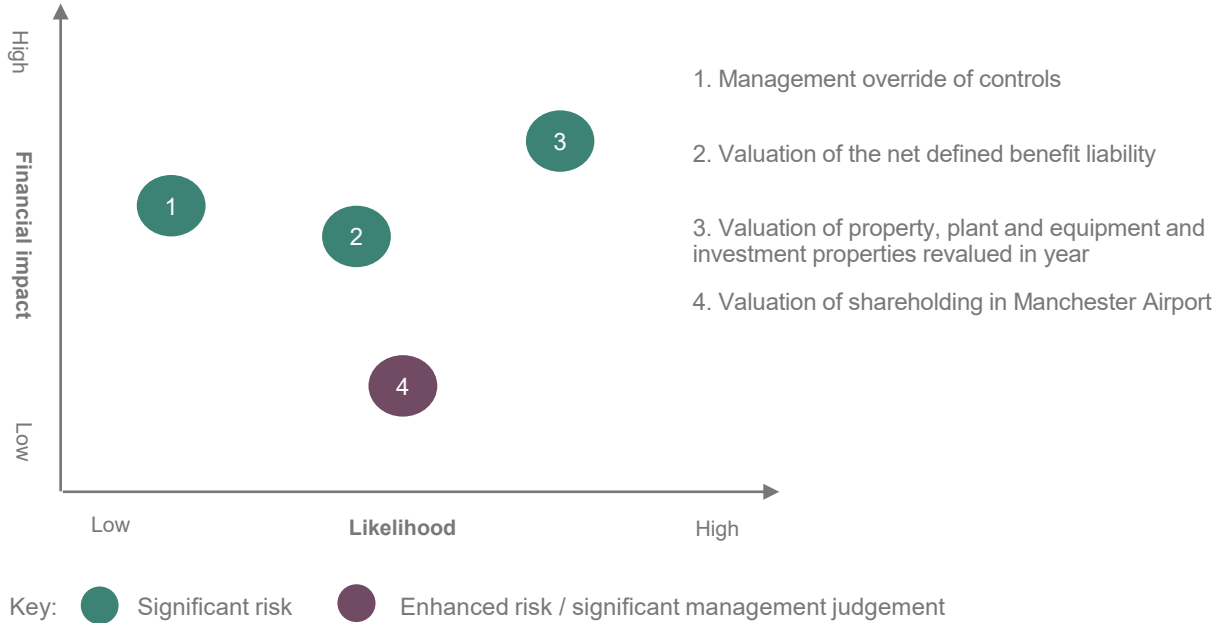 High
Financial impact
Low
1
2
3
4
1. Management override of controls
2. Valuation of the net defined benefit liability
3. Valuation of property, plant and equipment and
investment properties revalued in year
4. Valuation of shareholding in Manchester Airport
Low
Likelihood
High
Key:
Significant risk
Enhanced risk / significant management judgement